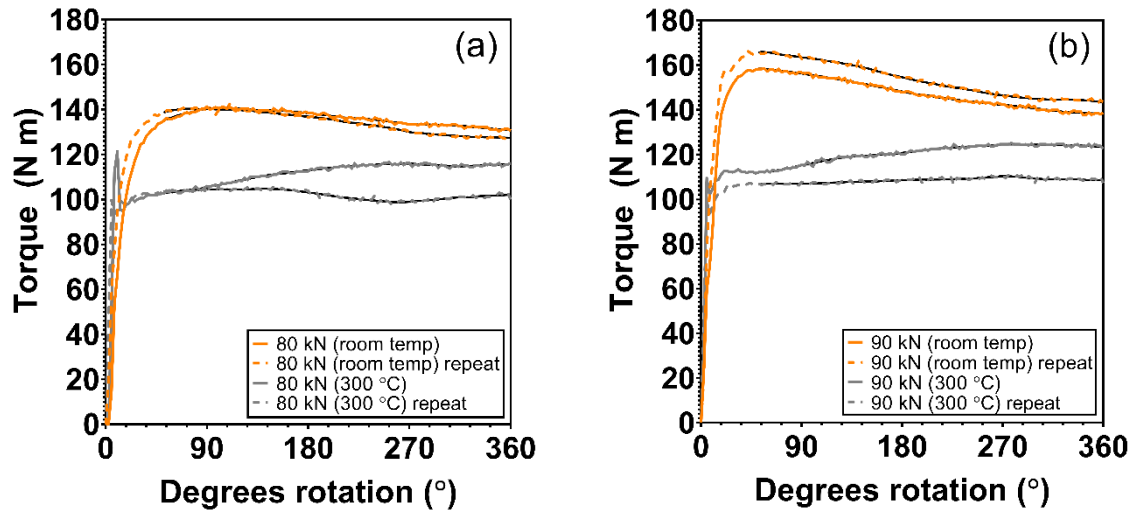 (a)
Torque (N m)
180
160
140
120
100
80
60
40
20
0
80 kN (room temp)
80 kN (room temp) repeat
80 kN (300 °C)
80 kN (300 °C) repeat
0 90 180 270 360
Degrees rotation (°)
(b)
Torque (N m)
180
160
140
120
100
80
60
40
20
0
90 kN (room temp)
90 kN (room temp) repeat
90 kN (300 °C)
90 kN (300 °C) repeat
0 90 180 270 360
Degrees rotation (°)